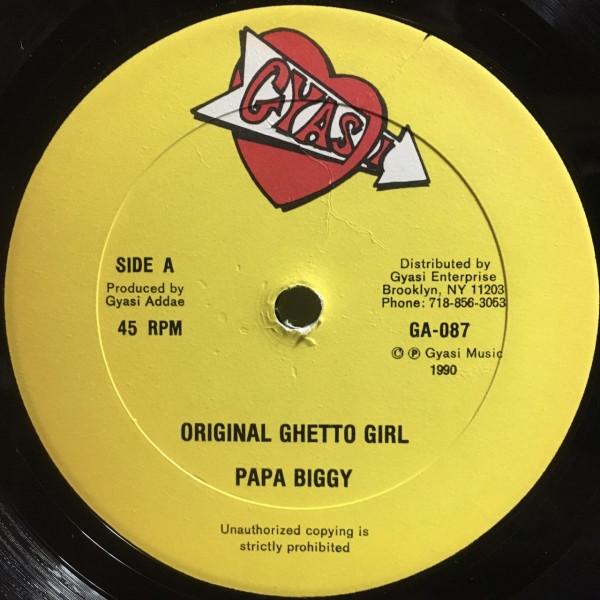 GYASI
SIDE A
Produced by
Gyasi Addae
45 RPM
Distributed by
Gyasi Enterprise
Brooklyn, NY 11203
Phone: 718-856-3053
GA-087
© ℗ Gyasi Music
1990
ORIGINAL GHETTO GIRL
PAPA BIGGY
Unauthorized copying is
strictly prohibited